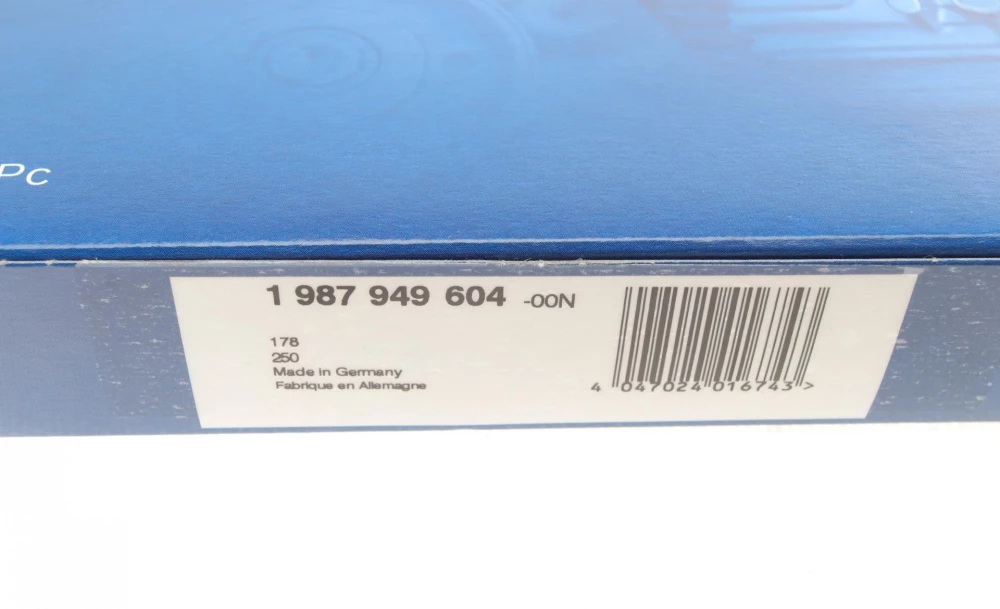 Pc
1 987 949 604 -00N
178
250
Made in Germany
Fabrique en Allemagne
4 047024 016743 >